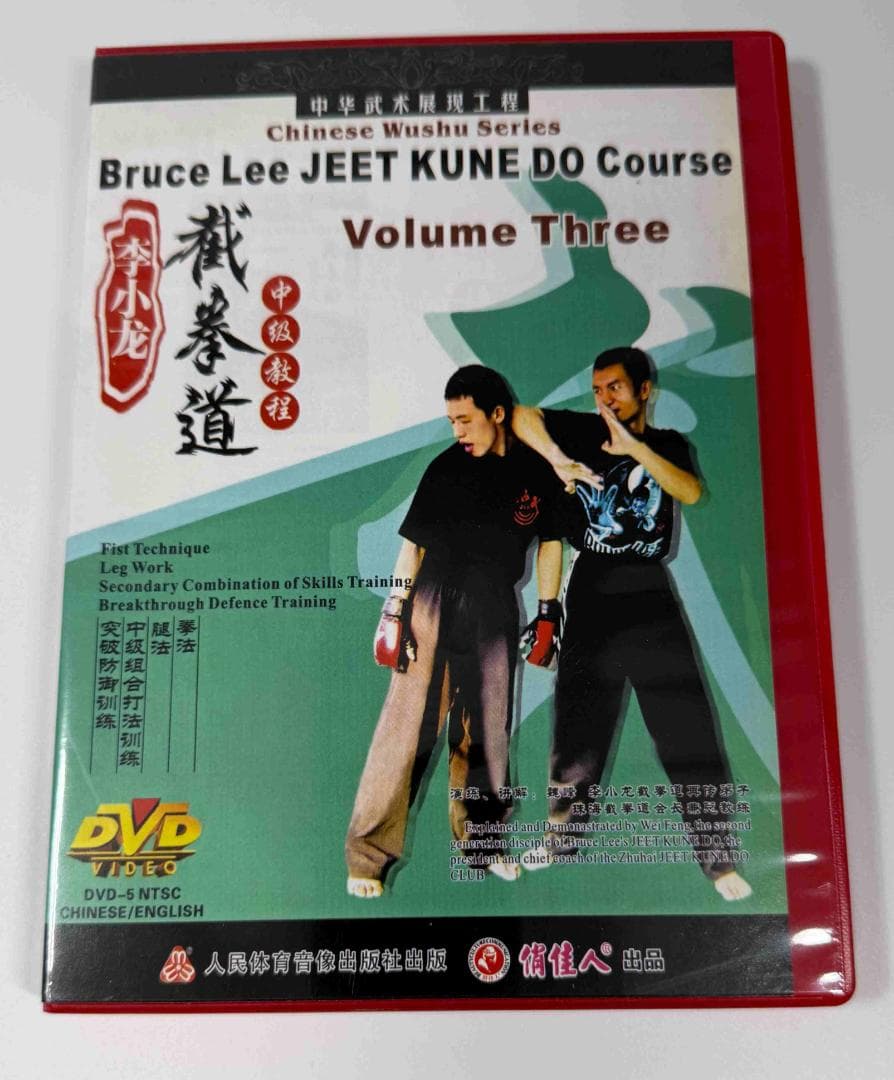 中华武术展现工程
Chinese Wushu Series
Bruce Lee JEET KUNE DO Course
Volume Three
李小龙
截拳道
中级教程
Fist Technique
Leg Work
Secondary Combination of Skills Training
Breakthrough Defence Training
拳法
腿法
中级组合打法训练
突破防御训练
演练、讲解：魏峰 李小龙截拳道再传弟子
珠海截拳道会长兼总教练
Explained and Demonastrated by Wei Feng, the second
generation disciple of Bruce Lee's JEET KUNE DO, the
president and chief coach of the Zhuhai JEET KUNE DO
CLUB
DVD
VIDEO
DVD-5 NTSC
CHINESE/ENGLISH
人民体育音像出版社出版
俏佳人® 出品